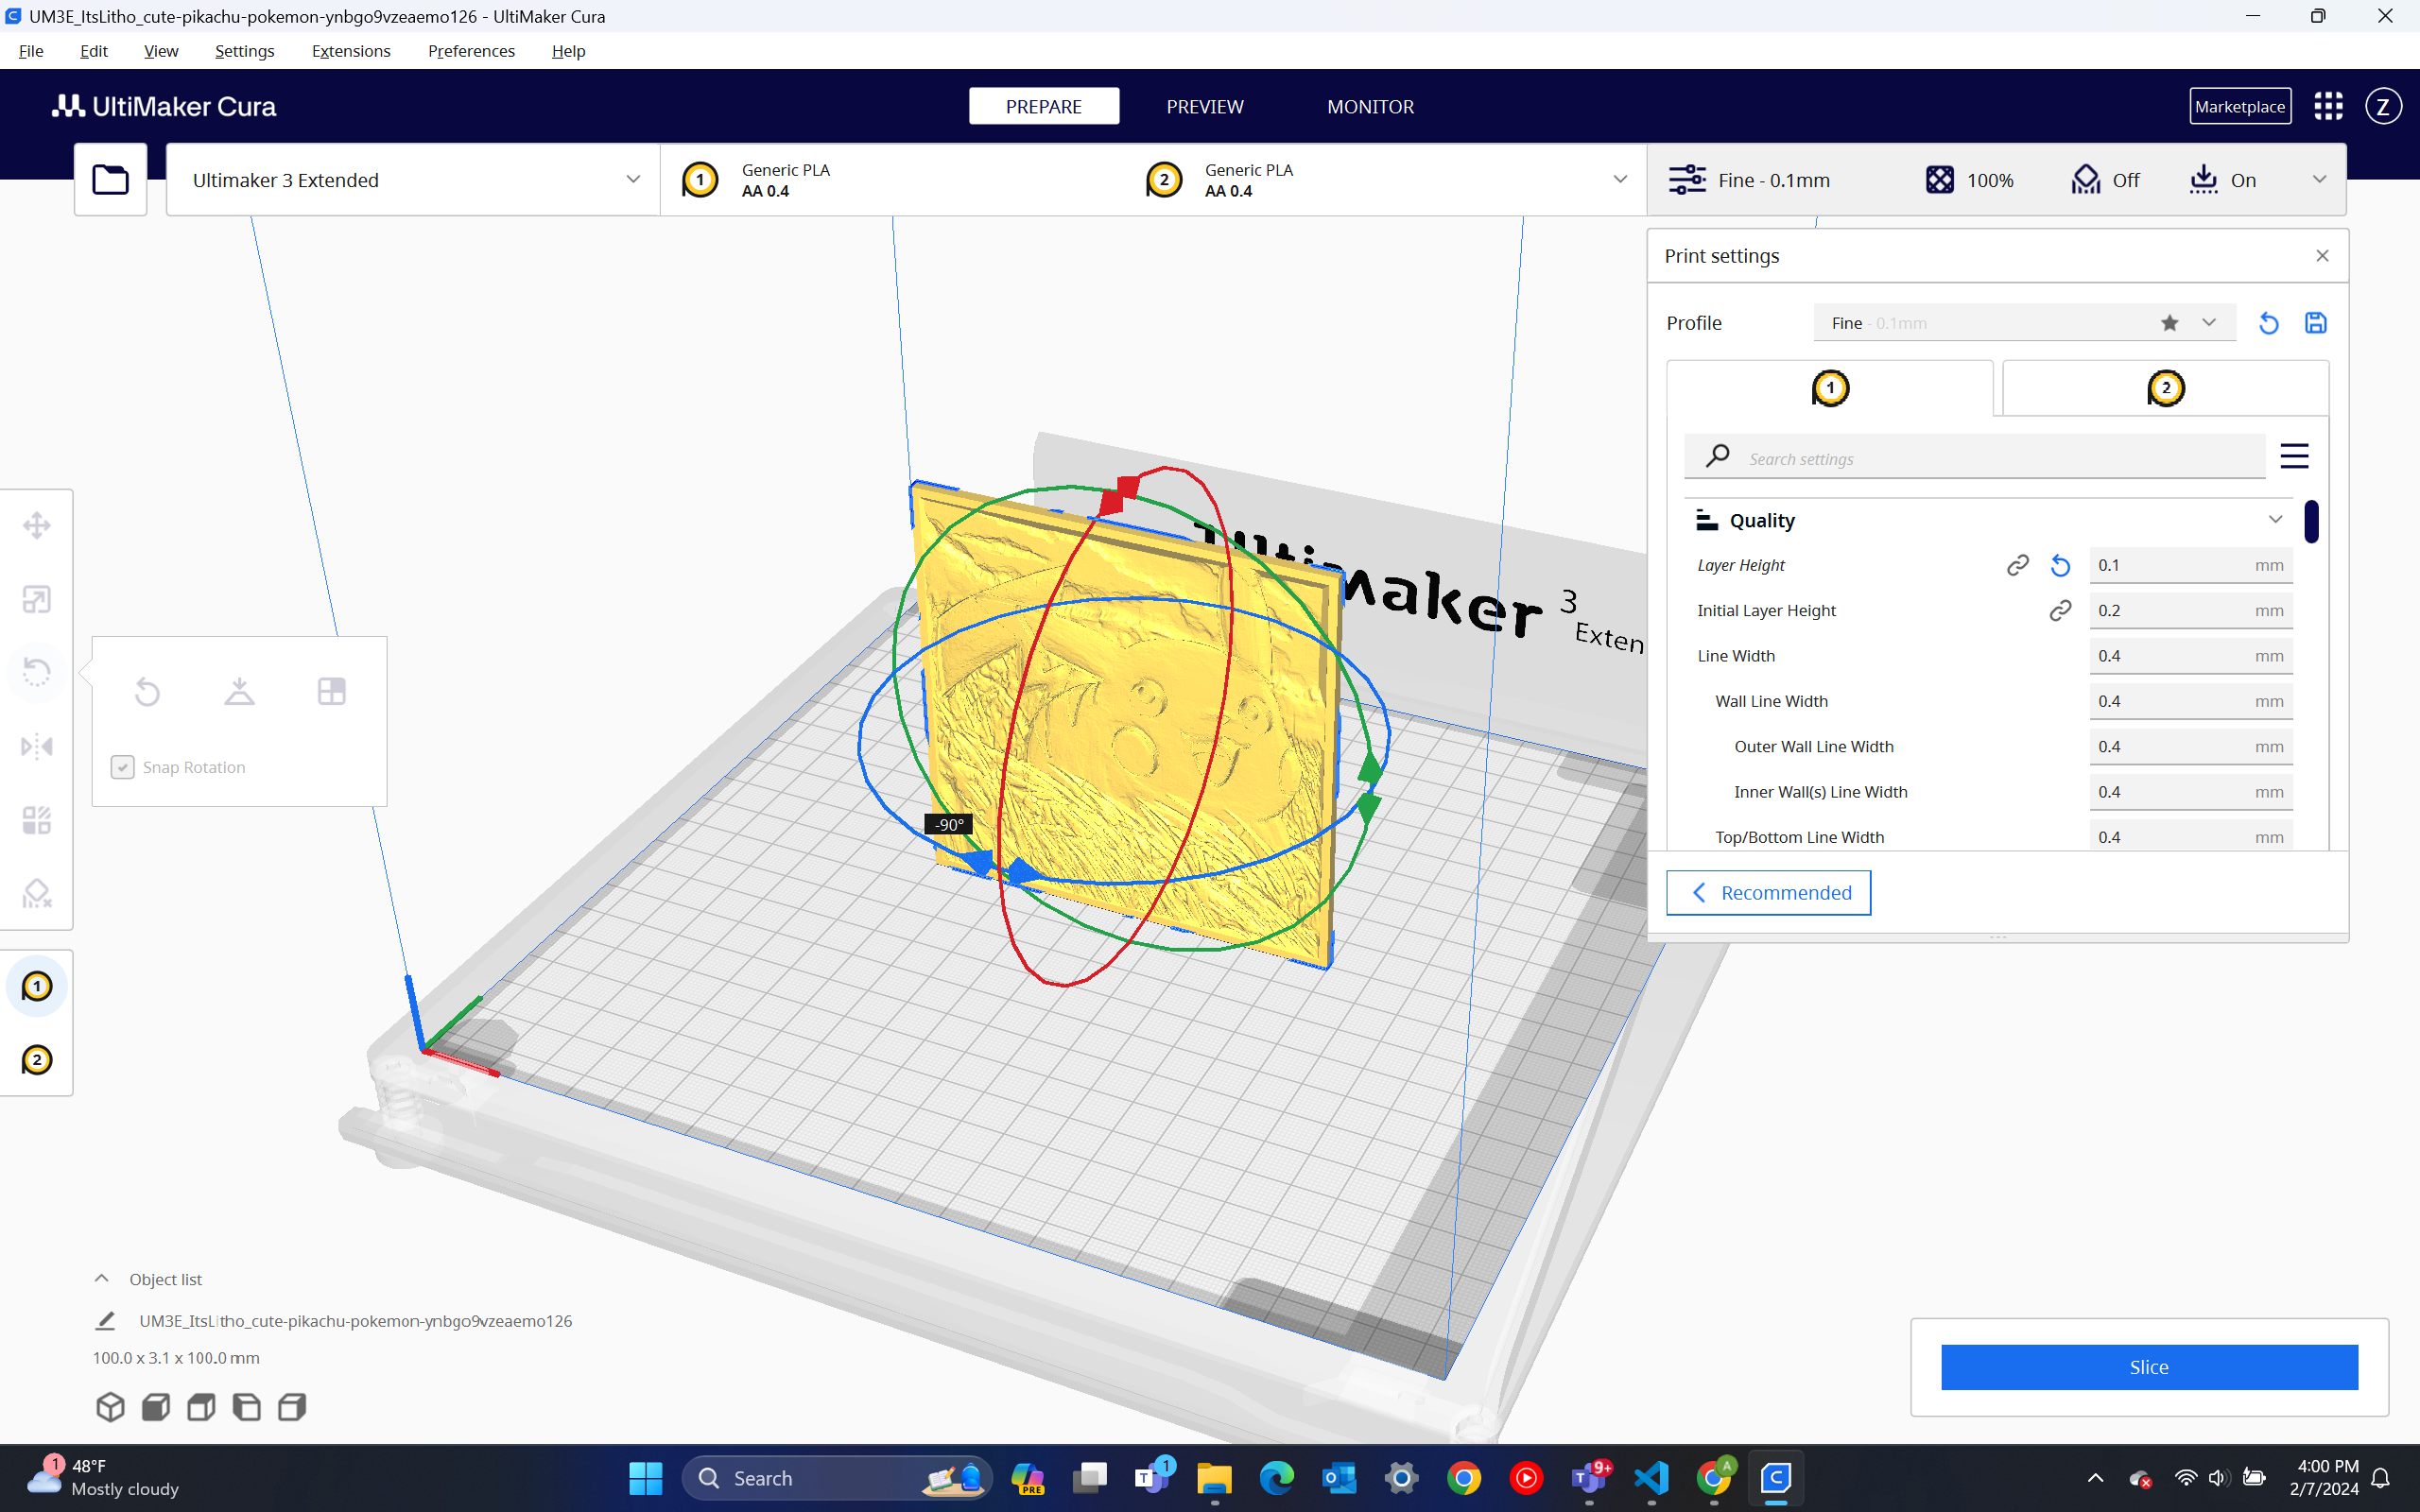 UM3E_ItsLitho_cute-pikachu-pokemon-ynbgo9vzeaemo126 - UltiMaker Cura
File Edit View Settings Extensions Preferences Help
UltiMaker Cura
PREPARE PREVIEW MONITOR
Marketplace
Z
Ultimaker 3 Extended
1 Generic PLA
AA 0.4
2 Generic PLA
AA 0.4
Fine - 0.1mm 100% Off On
Print settings
Profile Fine - 0.1mm
1 2
Search settings
Quality
Layer Height 0.1 mm
Initial Layer Height 0.2 mm
Line Width 0.4 mm
Wall Line Width 0.4 mm
Outer Wall Line Width 0.4 mm
Inner Wall(s) Line Width 0.4 mm
Top/Bottom Line Width 0.4 mm
Recommended
UltiMaker 3
Exten
Snap Rotation
-90°
1
2
Object list
UM3E_ItsLitho_cute-pikachu-pokemon-ynbgo9vzeaemo126
100.0 x 3.1 x 100.0 mm
Slice
1
48°F
Mostly cloudy
Search
PRE
1
9+
A
4:00 PM
2/7/2024